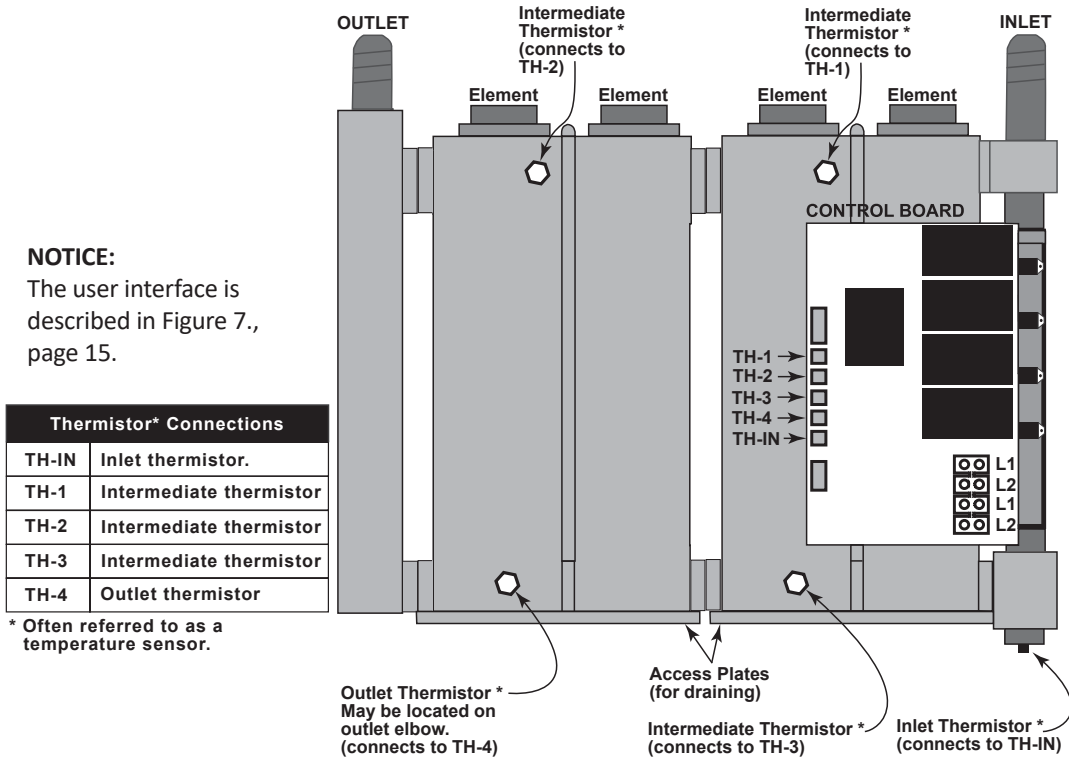 OUTLET
Intermediate
Thermistor *
(connects to
TH-2)
Intermediate
Thermistor *
(connects to
TH-1)
INLET
Element
Element
Element
Element
CONTROL BOARD
NOTICE:
The user interface is
described in Figure 7.,
page 15.
TH-1
TH-2
TH-3
TH-4
TH-IN
L1
L2
L1
L2
Thermistor* Connections
TH-IN Inlet thermistor.
TH-1 Intermediate thermistor
TH-2 Intermediate thermistor
TH-3 Intermediate thermistor
TH-4 Outlet thermistor
* Often referred to as a
temperature sensor.
Outlet Thermistor *
May be located on
outlet elbow.
(connects to TH-4)
Access Plates
(for draining)
Intermediate Thermistor *
(connects to TH-3)
Inlet Thermistor *
(connects to TH-IN)